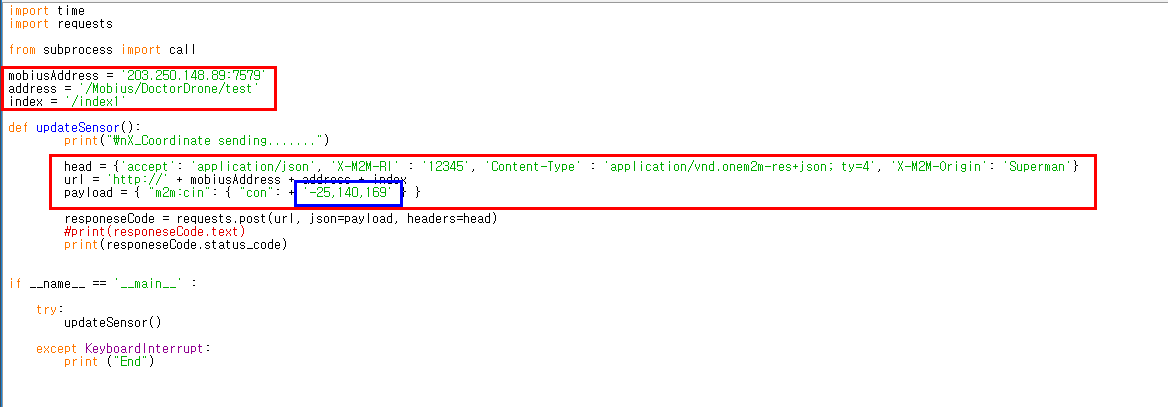 import time
import requests
from subprocess import call
mobiusAddress = '203.250.148.89:7579'
address = '/Mobius/DoctorDrone/test'
index = '/index1'
def updateSensor():
print("₩nX_Coordinate sending.......")
head = {'accept': 'application/json', 'X-M2M-RI' : '12345', 'Content-Type' : 'application/vnd.onem2m-res+json; ty=4', 'X-M2M-Origin': 'Superman'}
url = 'http://' + mobiusAddress + address + index
payload = { "m2m:cin": { "con": + '-25,140,169' } }
responeseCode = requests.post(url, json=payload, headers=head)
#print(responeseCode.text)
print(responeseCode.status_code)
if __name__ == '__main__' :
try:
updateSensor()
except KeyboardInterrupt:
print ("End")